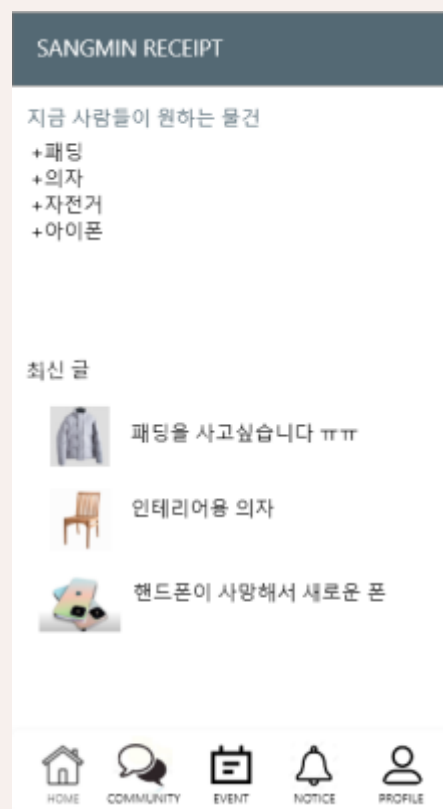 SANGMIN RECEIPT
지금 사람들이 원하는 물건
+패딩
+의자
+자전거
+아이폰
최신 글
패딩을 사고싶습니다 ㅠㅠ
인테리어용 의자
핸드폰이 사망해서 새로운 폰
HOME COMMUNITY EVENT NOTICE PROFILE